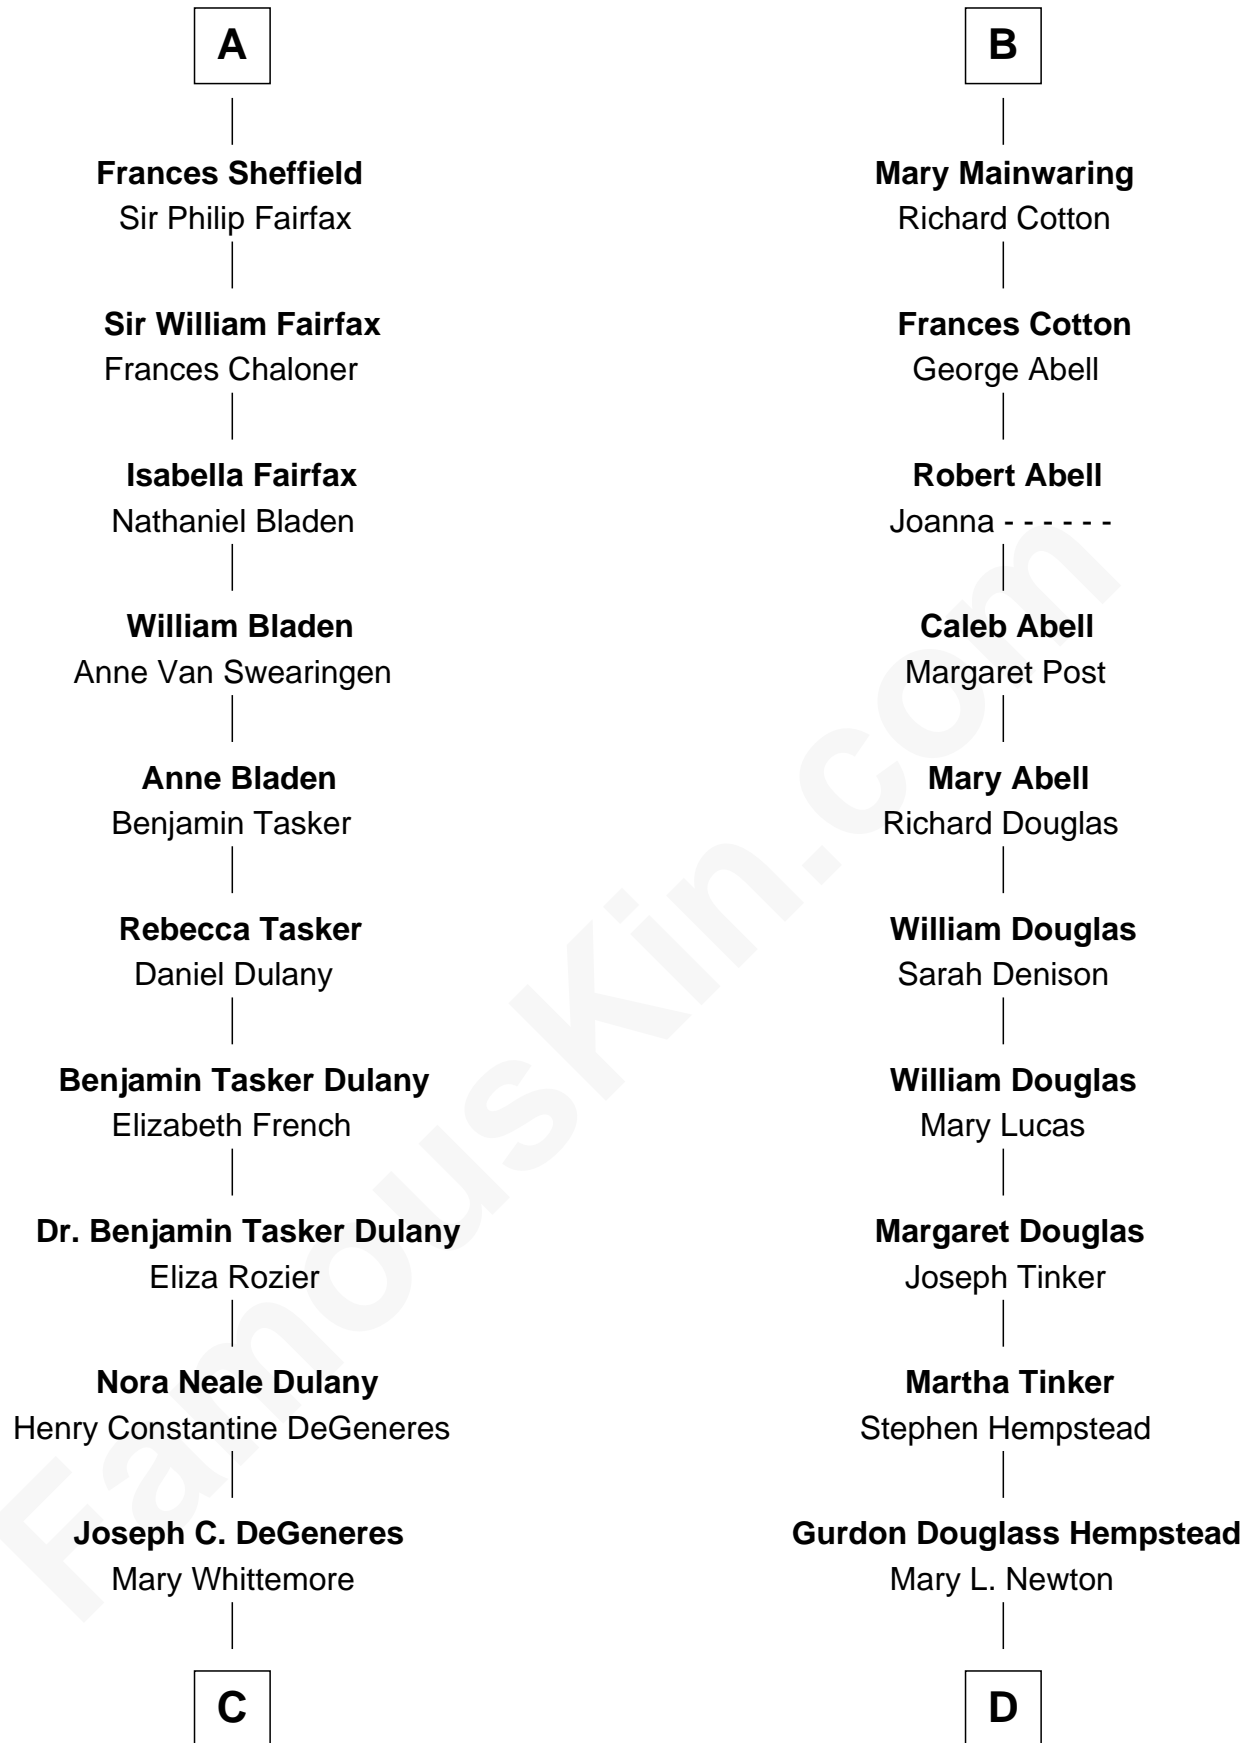 A
Frances Sheffield
Sir Philip Fairfax
Sir William Fairfax
Frances Chaloner
Isabella Fairfax
Nathaniel Bladen
William Bladen
Anne Van Swearingen
Anne Bladen
Benjamin Tasker
Rebecca Tasker
Daniel Dulany
Benjamin Tasker Dulany
Elizabeth French
Dr. Benjamin Tasker Dulany
Eliza Rozier
Nora Neale Dulany
Henry Constantine DeGeneres
Joseph C. DeGeneres
Mary Whittemore
C
B
Mary Mainwaring
Richard Cotton
Frances Cotton
George Abell
Robert Abell
Joanna - - - - - -
Caleb Abell
Margaret Post
Mary Abell
Richard Douglas
William Douglas
Sarah Denison
William Douglas
Mary Lucas
Margaret Douglas
Joseph Tinker
Martha Tinker
Stephen Hempstead
Gurdon Douglass Hempstead
Mary L. Newton
D
FamousKin.com